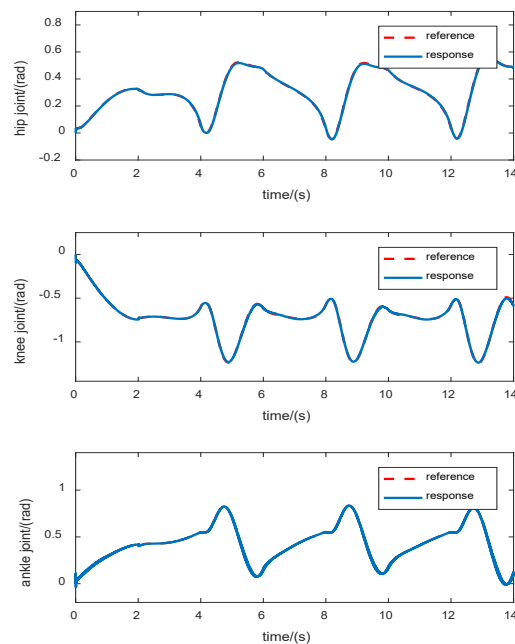 0.8
0.6
0.4
0.2
0
-0.2
hip joint/(rad)
reference
response
0 2 4 6 8 10 12 14
time/(s)
0
-0.5
-1
knee joint/(rad)
reference
response
0 2 4 6 8 10 12 14
time/(s)
1
0.5
0
ankle joint/(rad)
reference
response
0 2 4 6 8 10 12 14
time/(s)